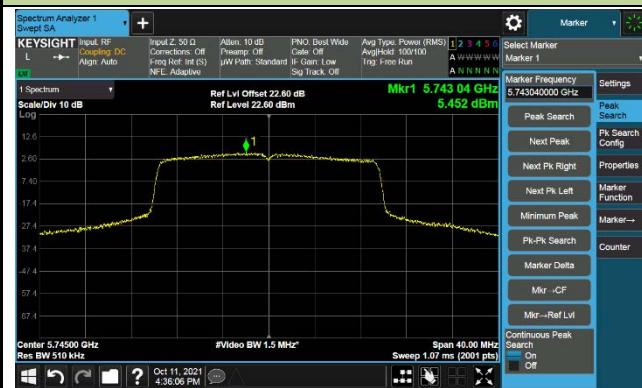 Spectrum Analyzer 1
Swept SA
Marker
KEYSIGHT
Input: RF
Coupling: DC
Align: Auto
Input Z: 50 Ω
Corrections: Off
Freq Ref: Int (S)
NFE: Adaptive
Atten: 10 dB
Preamp: Off
µW Path: Standard
PNO: Best Wide
Gate: Off
IF Gain: Low
Sig Track: Off
Avg Type: Power (RMS)
Avg|Hold: 100/100
Trig: Free Run
1 2 3 4 5 6
A W W W W W
A N N N N N
L
Select Marker
Marker 1
1 Spectrum
Scale/Div 10 dB
Log
Ref Lvl Offset 22.60 dB
Ref Level 22.60 dBm
Mkr1 5.743 04 GHz
5.452 dBm
1
12.6
2.60
-7.40
-17.4
-27.4
-37.4
-47.4
-57.4
-67.4
Center 5.74500 GHz
Res BW 510 kHz
#Video BW 1.5 MHz*
Span 40.00 MHz
Sweep 1.07 ms (2001 pts)
Marker Frequency
5.743040000 GHz
Peak Search
Next Peak
Next Pk Right
Next Pk Left
Minimum Peak
Pk-Pk Search
Marker Delta
Mkr→CF
Mkr→Ref Lvl
Continuous Peak
Search
On
Off
Settings
Peak
Search
Pk Search
Config
Properties
Marker
Function
Marker→
Counter
Oct 11, 2021
4:36:06 PM